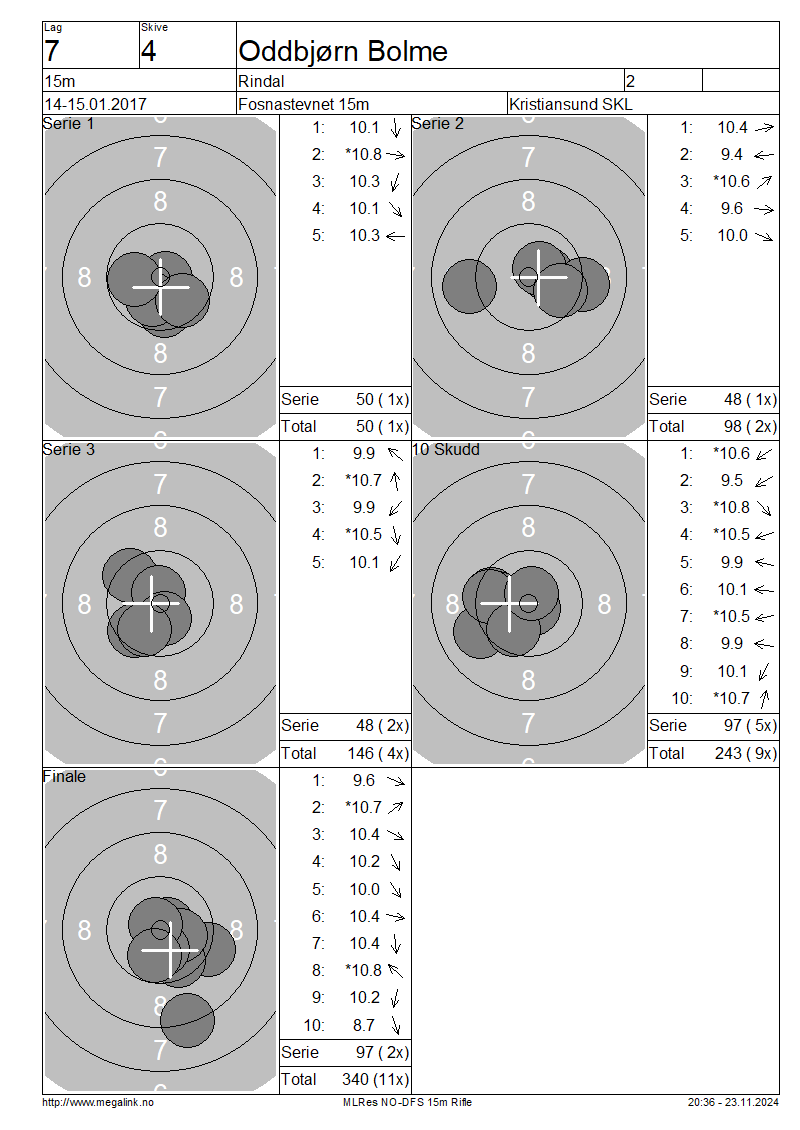 Lag
Skive
7
4
Oddbjørn Bolme
15m
Rindal
2
14-15.01.2017
Fosnastevnet 15m
Kristiansund SKL
Serie 1
7
8
8
8
8
7
1: 10.1
2: *10.8
3: 10.3
4: 10.1
5: 10.3
Serie 50 ( 1x)
Total 50 ( 1x)
Serie 2
7
8
8
7
1: 10.4
2: 9.4
3: *10.6
4: 9.6
5: 10.0
Serie 48 ( 1x)
Total 98 ( 2x)
Serie 3
7
8
8
8
8
7
1: 9.9
2: *10.7
3: 9.9
4: *10.5
5: 10.1
Serie 48 ( 2x)
Total 146 ( 4x)
10 Skudd
7
8
8
8
8
7
1: *10.6
2: 9.5
3: *10.8
4: *10.5
5: 9.9
6: 10.1
7: *10.5
8: 9.9
9: 10.1
10: *10.7
Serie 97 ( 5x)
Total 243 ( 9x)
Finale
7
8
8
8
8
7
1: 9.6
2: *10.7
3: 10.4
4: 10.2
5: 10.0
6: 10.4
7: 10.4
8: *10.8
9: 10.2
10: 8.7
Serie 97 ( 2x)
Total 340 (11x)
http://www.megalink.no
MLRes NO-DFS 15m Rifle
20:36 - 23.11.2024